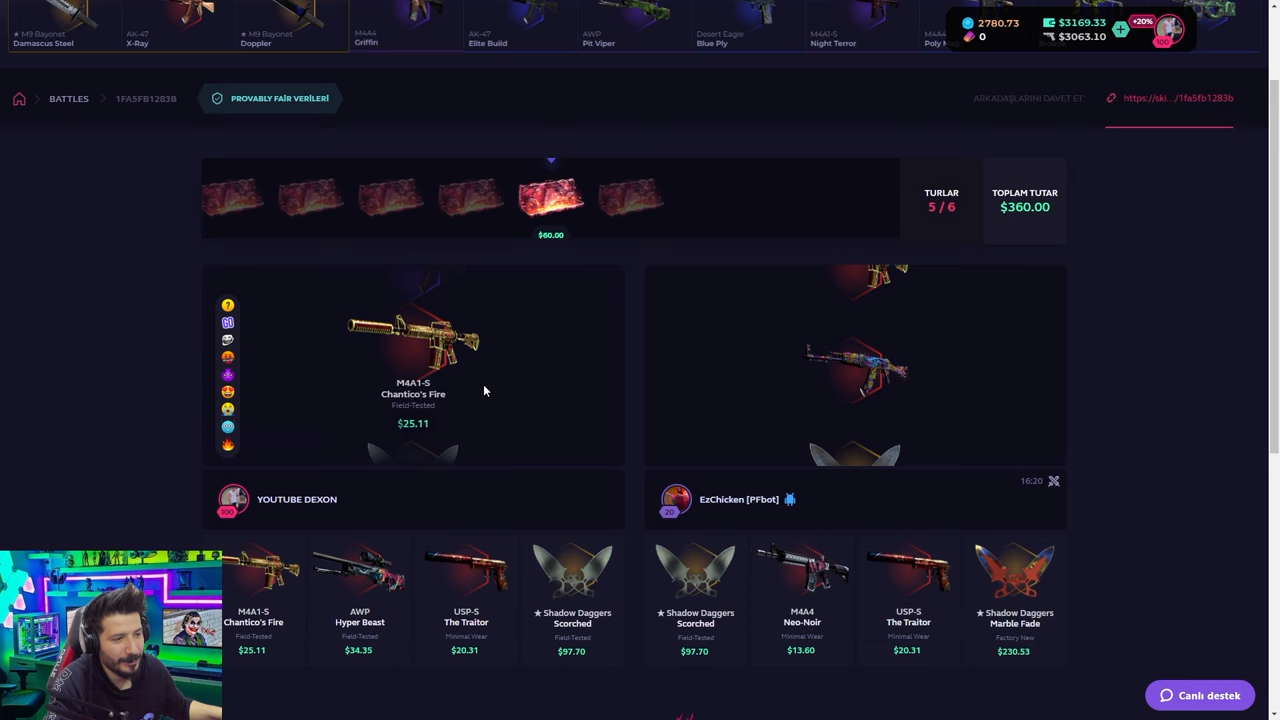 ★ M9 Bayonet
Damascus Steel
AK-47
X-Ray
★ M9 Bayonet
Doppler
M4A4
Griffin
AK-47
Elite Build
AWP
Pit Viper
Desert Eagle
Blue Ply
M4A1-S
Night Terror
2780.73
0
$3169.33
$3063.10
+20%
100
BATTLES
1FA5FB1283B
PROVABLY FAİR VERİLERİ
ARKADAŞLARINI DAVET ET:
https://ski.../1fa5fb1283b
$60.00
TURLAR
5 / 6
TOPLAM TUTAR
$360.00
GG
M4A1-S
Chantico's Fire
Field-Tested
$25.11
100
YOUTUBE DEXON
20
EzChicken [PFbot]
16:20
M4A1-S
Chantico's Fire
Field-Tested
$25.11
AWP
Hyper Beast
Field-Tested
$34.35
USP-S
The Traitor
Minimal Wear
$20.31
★ Shadow Daggers
Scorched
Field-Tested
$97.70
★ Shadow Daggers
Scorched
Field-Tested
$97.70
M4A4
Neo-Noir
Minimal Wear
$13.60
USP-S
The Traitor
Minimal Wear
$20.31
★ Shadow Daggers
Marble Fade
Factory New
$230.53
Canlı destek